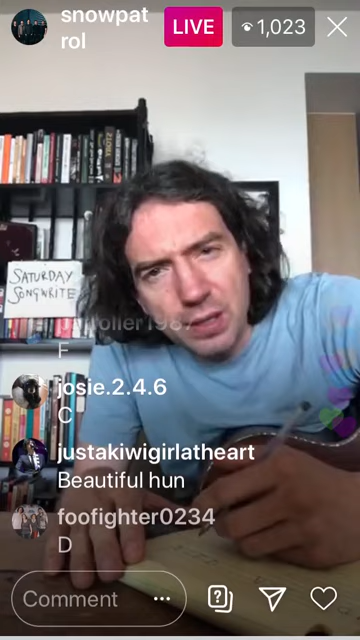 snowpat
rol
LIVE
1,023
SATURDAY
SONGWRITE
F
josie.2.4.6
C
justakiwigirlatheart
Beautiful hun
foofighter0234
D
Comment